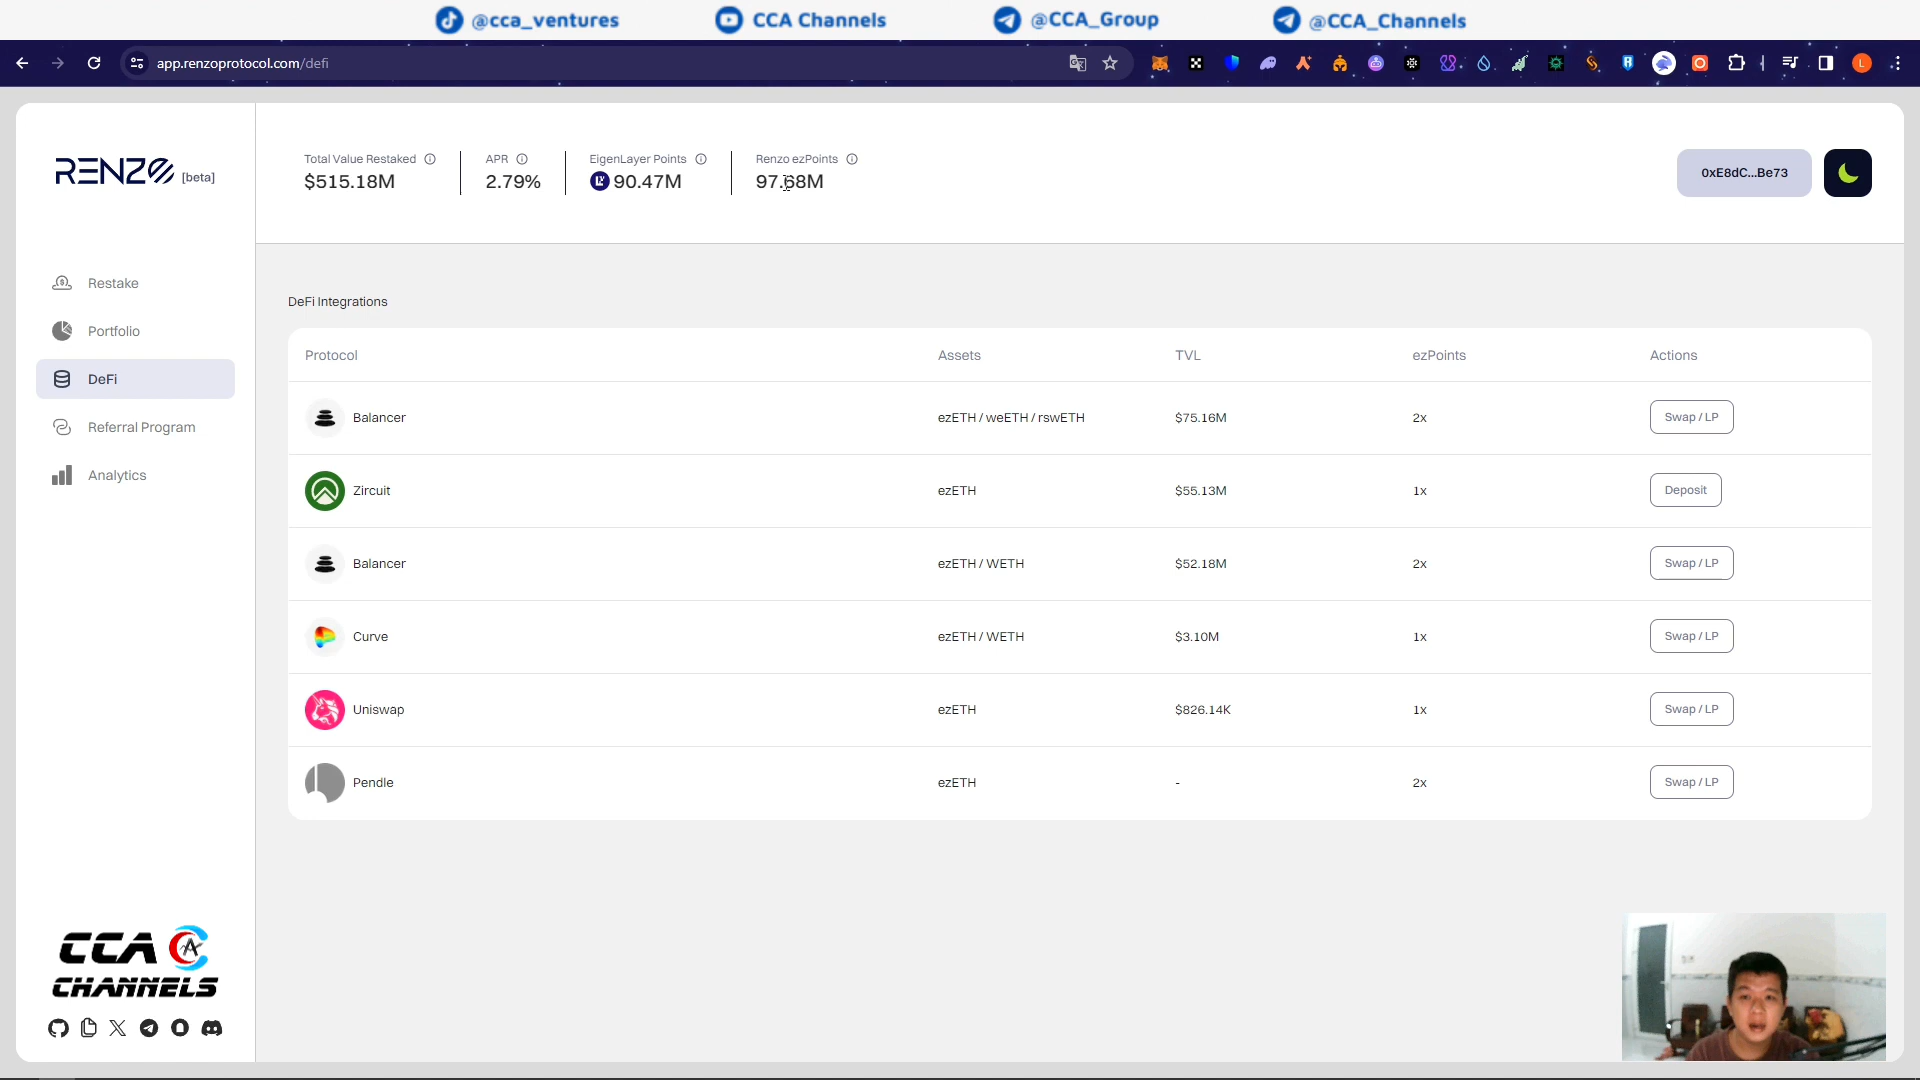 @cca_ventures CCA Channels @CCA_Group @CCA_Channels
app.renzoprotocol.com/defi
L
RENZO [beta]
Total Value Restaked
$515.18M
APR
2.79%
EigenLayer Points
90.47M
Renzo ezPoints
97.68M
0xE8dC...Be73
Restake
Portfolio
DeFi
Referral Program
Analytics
DeFi Integrations
Protocol Assets TVL ezPoints Actions
Balancer ezETH / weETH / rswETH $75.16M 2x Swap / LP
Zircuit ezETH $55.13M 1x Deposit
Balancer ezETH / WETH $52.18M 2x Swap / LP
Curve ezETH / WETH $3.10M 1x Swap / LP
Uniswap ezETH $826.14K 1x Swap / LP
Pendle ezETH - 2x Swap / LP
CCA CA
CHANNELS